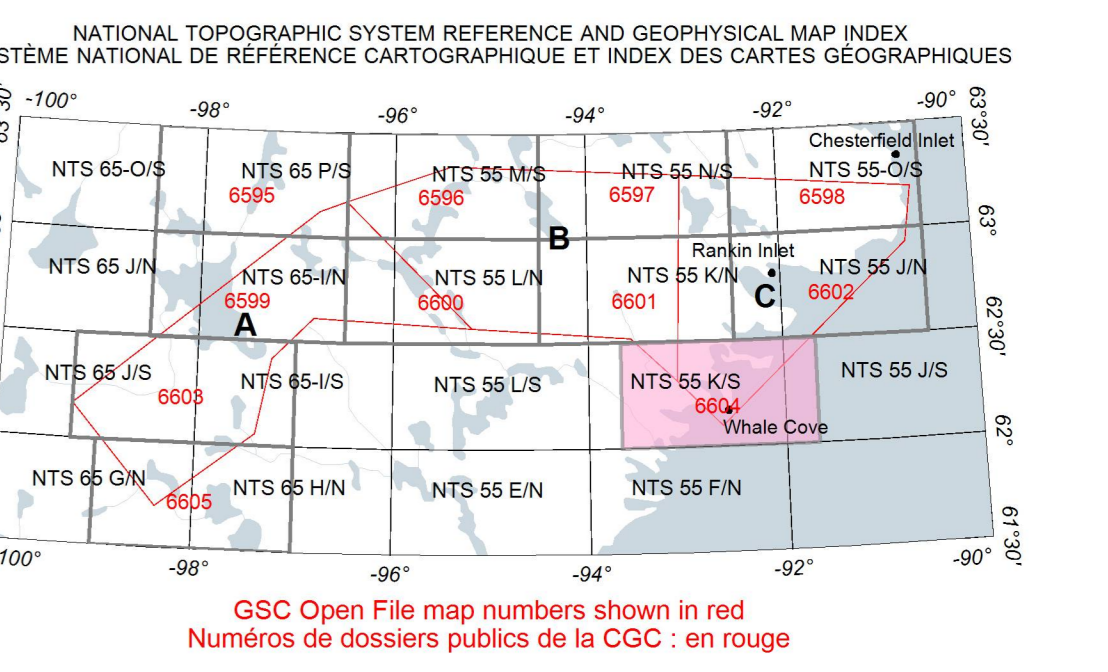 NATIONAL TOPOGRAPHIC SYSTEM REFERENCE AND GEOPHYSICAL MAP INDEX
STÈME NATIONAL DE RÉFÉRENCE CARTOGRAPHIQUE ET INDEX DES CARTES GÉOGRAPHIQUES
-100° -98° -96° -94° -92° -90°
63°30'
Chesterfield Inlet
NTS 65-O/S NTS 65 P/S NTS 55 M/S NTS 55 N/S NTS 55-O/S
6595 6596 6597 6598
63°
B
Rankin Inlet
NTS 65 J/N NTS 65-I/N NTS 55 L/N NTS 55 K/N NTS 55 J/N
6599 6600 6601 C 6602
A
62°30'
NTS 65 J/S NTS 65-I/S NTS 55 L/S NTS 55 K/S NTS 55 J/S
6603 6604
Whale Cove
62°
NTS 65 G/N NTS 65 H/N NTS 55 E/N NTS 55 F/N
6605
61°30'
100° -98° -96° -94° -92° -90°
GSC Open File map numbers shown in red
Numéros de dossiers publics de la CGC : en rouge